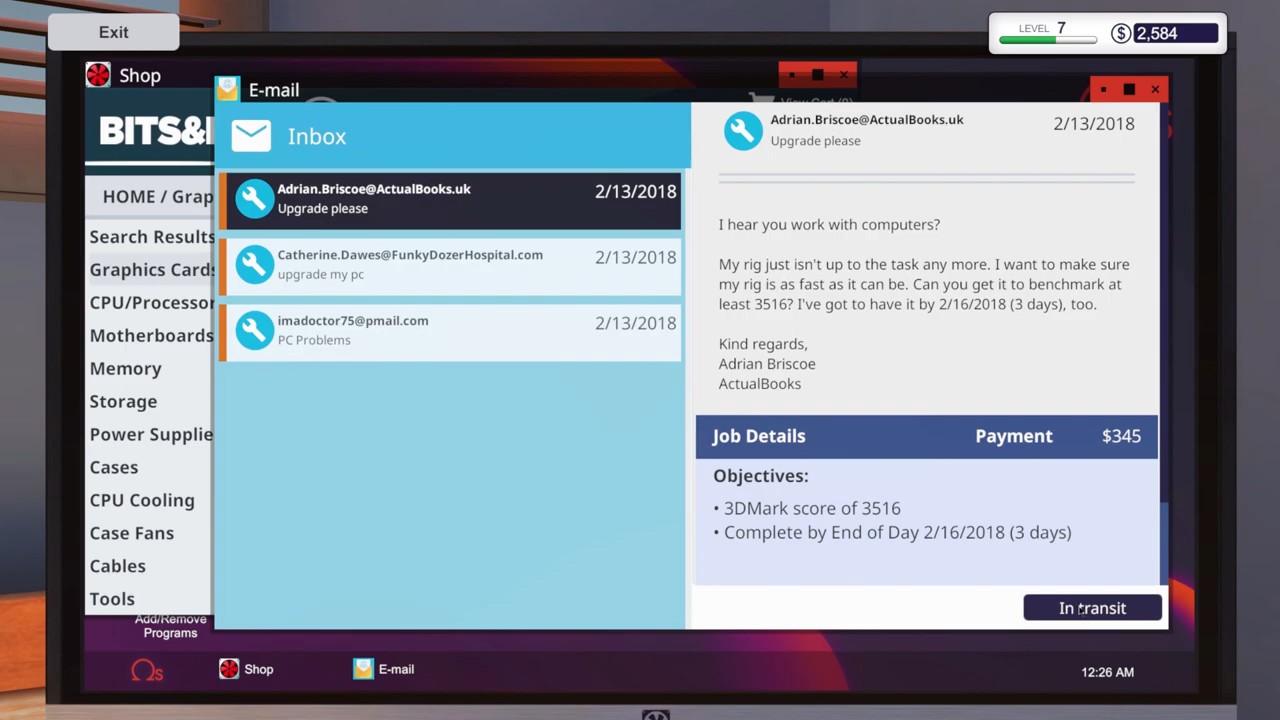 Exit
LEVEL 7
$ 2,584
Shop
E-mail
View Cart (0)
BITS&
Inbox
HOME / Grap
Search Results
Graphics Cards
CPU/Processor
Motherboards
Memory
Storage
Power Supplie
Cases
CPU Cooling
Case Fans
Cables
Tools
Adrian.Briscoe@ActualBooks.uk 2/13/2018
Upgrade please
Catherine.Dawes@FunkyDozerHospital.com 2/13/2018
upgrade my pc
imadoctor75@pmail.com 2/13/2018
PC Problems
Adrian.Briscoe@ActualBooks.uk 2/13/2018
Upgrade please
I hear you work with computers?
My rig just isn't up to the task any more. I want to make sure
my rig is as fast as it can be. Can you get it to benchmark at
least 3516? I've got to have it by 2/16/2018 (3 days), too.
Kind regards,
Adrian Briscoe
ActualBooks
Job Details Payment $345
Objectives:
• 3DMark score of 3516
• Complete by End of Day 2/16/2018 (3 days)
In transit
Add/Remove
Programs
Ωs Shop E-mail 12:26 AM